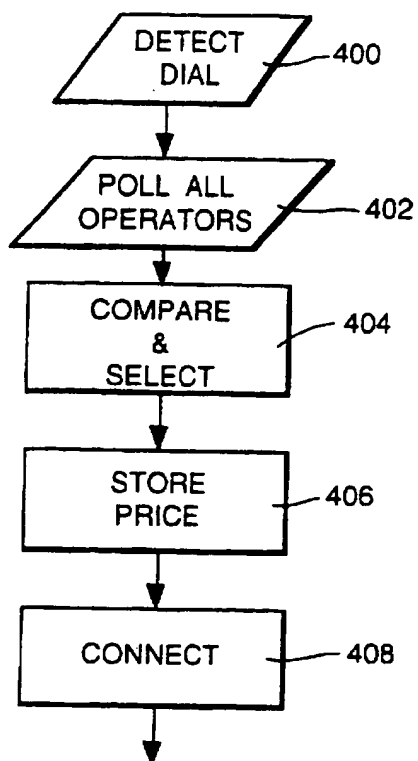 DETECT
DIAL
400
POLL ALL
OPERATORS
402
COMPARE
&
SELECT
404
STORE
PRICE
406
CONNECT
408